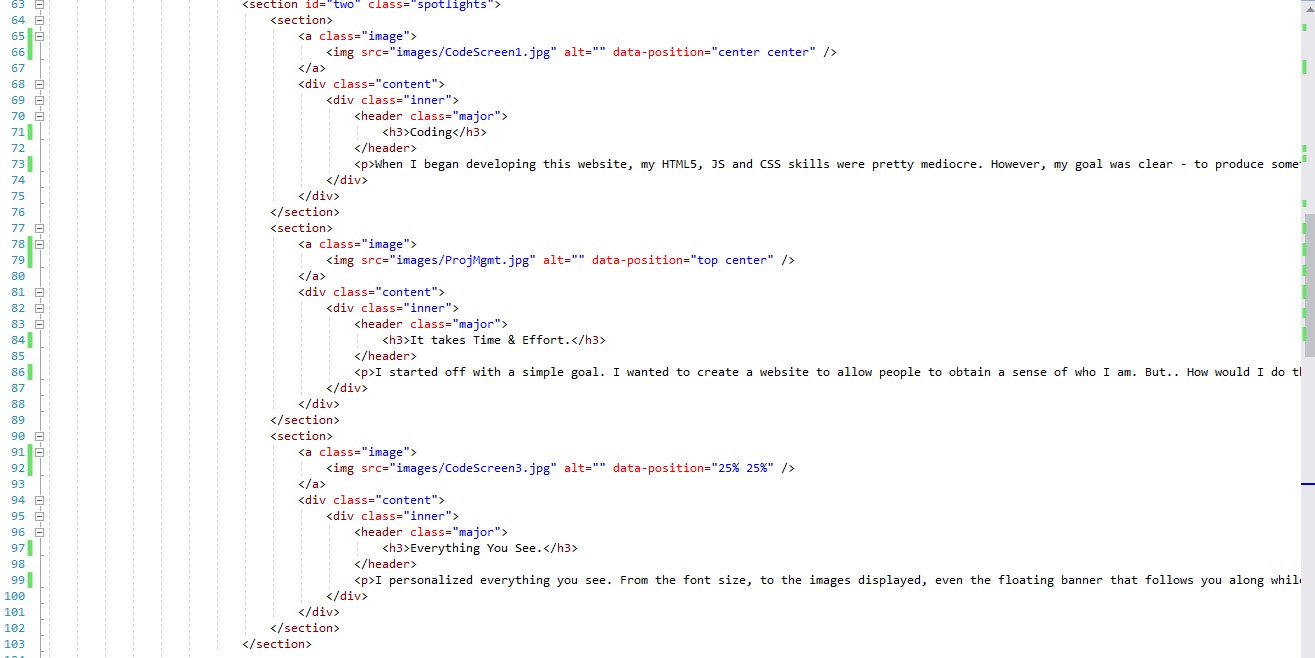 63 <section id="two" class="spotlights">
64 <section>
65 <a class="image">
66 <img src="images/CodeScreen1.jpg" alt="" data-position="center center" />
67 </a>
68 <div class="content">
69 <div class="inner">
70 <header class="major">
71 <h3>Coding</h3>
72 </header>
73 <p>When I began developing this website, my HTML5, JS and CSS skills were pretty mediocre. However, my goal was clear - to produce
74 </div>
75 </div>
76 </section>
77 <section>
78 <a class="image">
79 <img src="images/ProjMgmt.jpg" alt="" data-position="top center" />
80 </a>
81 <div class="content">
82 <div class="inner">
83 <header class="major">
84 <h3>It takes Time & Effort.</h3>
85 </header>
86 <p>I started off with a simple goal. I wanted to create a website to allow people to obtain a sense of who I am. But.. How would I do
87 </div>
88 </div>
89 </section>
90 <section>
91 <a class="image">
92 <img src="images/CodeScreen3.jpg" alt="" data-position="25% 25%" />
93 </a>
94 <div class="content">
95 <div class="inner">
96 <header class="major">
97 <h3>Everything You See.</h3>
98 </header>
99 <p>I personalized everything you see. From the font size, to the images displayed, even the floating banner that follows you along
100 </div>
101 </div>
102 </section>
103 </section>